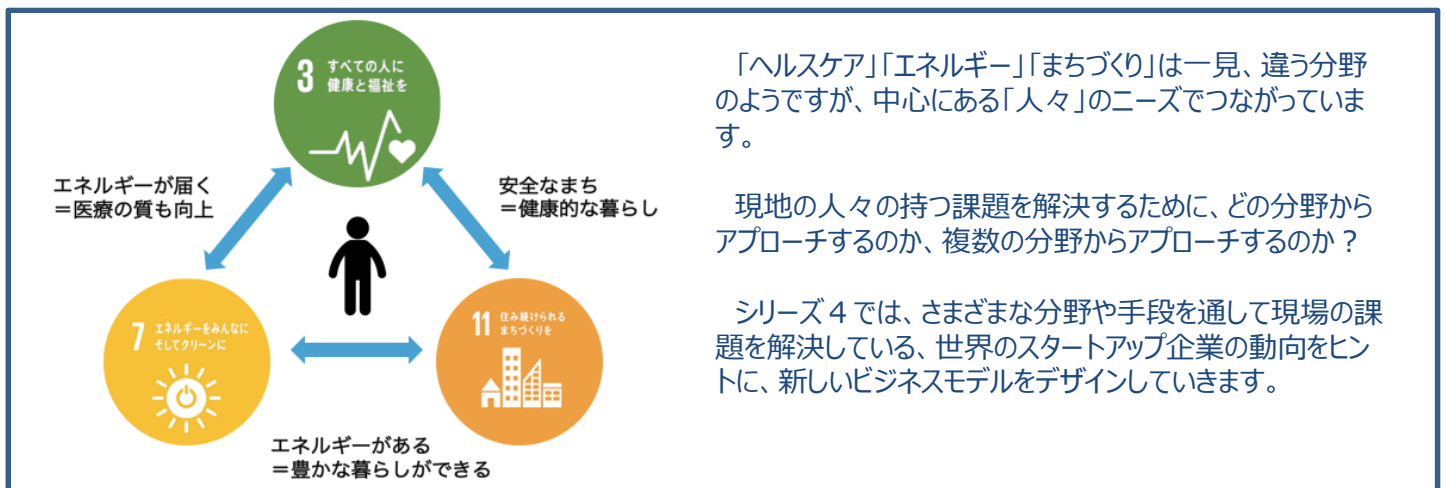 3 すべての人に
健康と福祉を
エネルギーが届く
＝医療の質も向上
安全なまち
＝健康的な暮らし
7 エネルギーをみんなに
そしてクリーンに
11 住み続けられる
まちづくりを
エネルギーがある
＝豊かな暮らしができる
「ヘルスケア」「エネルギー」「まちづくり」は一見、違う分野
のようですが、中心にある「人々」のニーズでつながっていま
す。
現地の人々の持つ課題を解決するために、どの分野から
アプローチするのか、複数の分野からアプローチするのか？
シリーズ４では、さまざまな分野や手段を通して現場の課
題を解決している、世界のスタートアップ企業の動向をヒン
トに、新しいビジネスモデルをデザインしていきます。